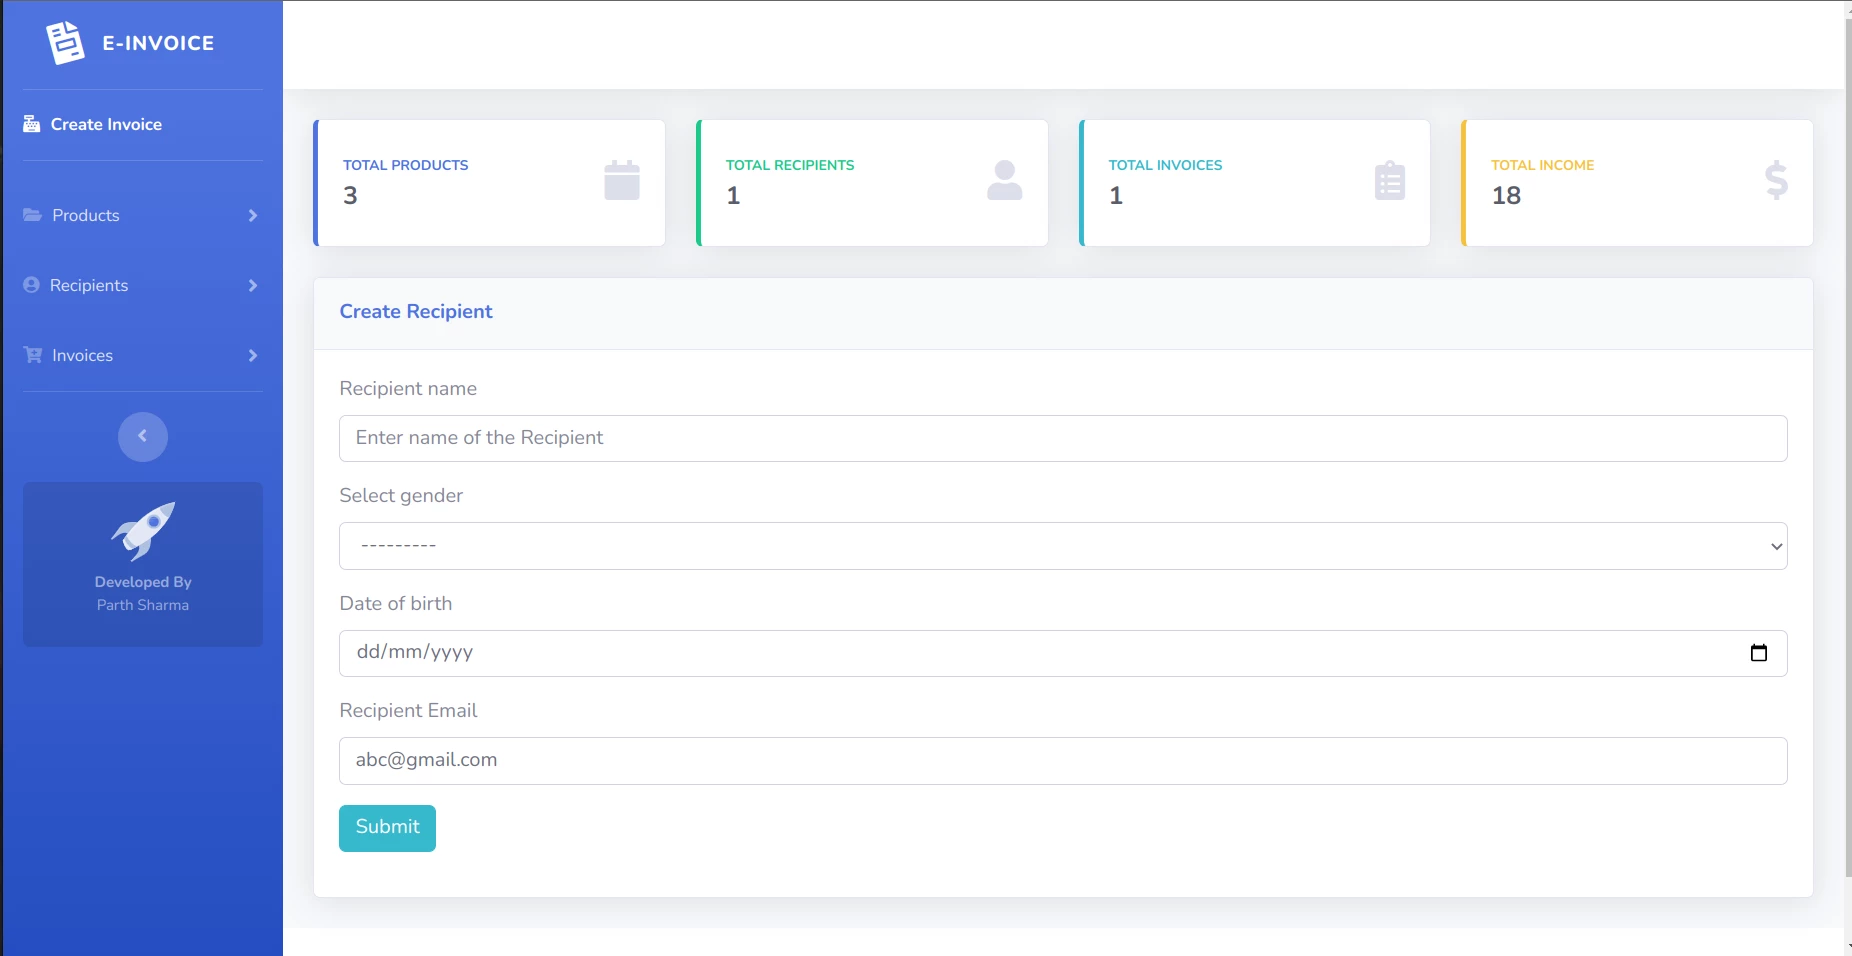 E-INVOICE
Create Invoice
Products
Recipients
Invoices
Developed By
Parth Sharma
TOTAL PRODUCTS
3
TOTAL RECIPIENTS
1
TOTAL INVOICES
1
TOTAL INCOME
18
$
Create Recipient
Recipient name
Enter name of the Recipient
Select gender
---------
Date of birth
dd/mm/yyyy
Recipient Email
abc@gmail.com
Submit